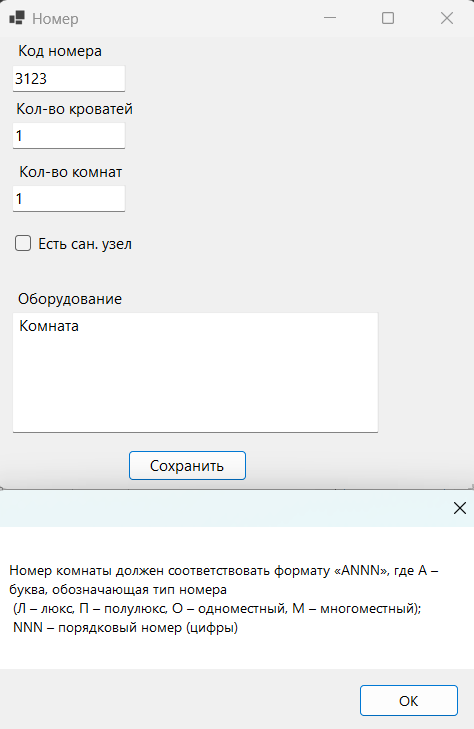 Номер
Код номера
3123
Кол-во кроватей
1
Кол-во комнат
1
Есть сан. узел
Оборудование
Комната
Сохранить
Номер комнаты должен соответствовать формату «ANNN», где А –
буква, обозначающая тип номера
(Л – люкс, П – полулюкс, О – одноместный, М – многоместный);
NNN – порядковый номер (цифры)
ОК